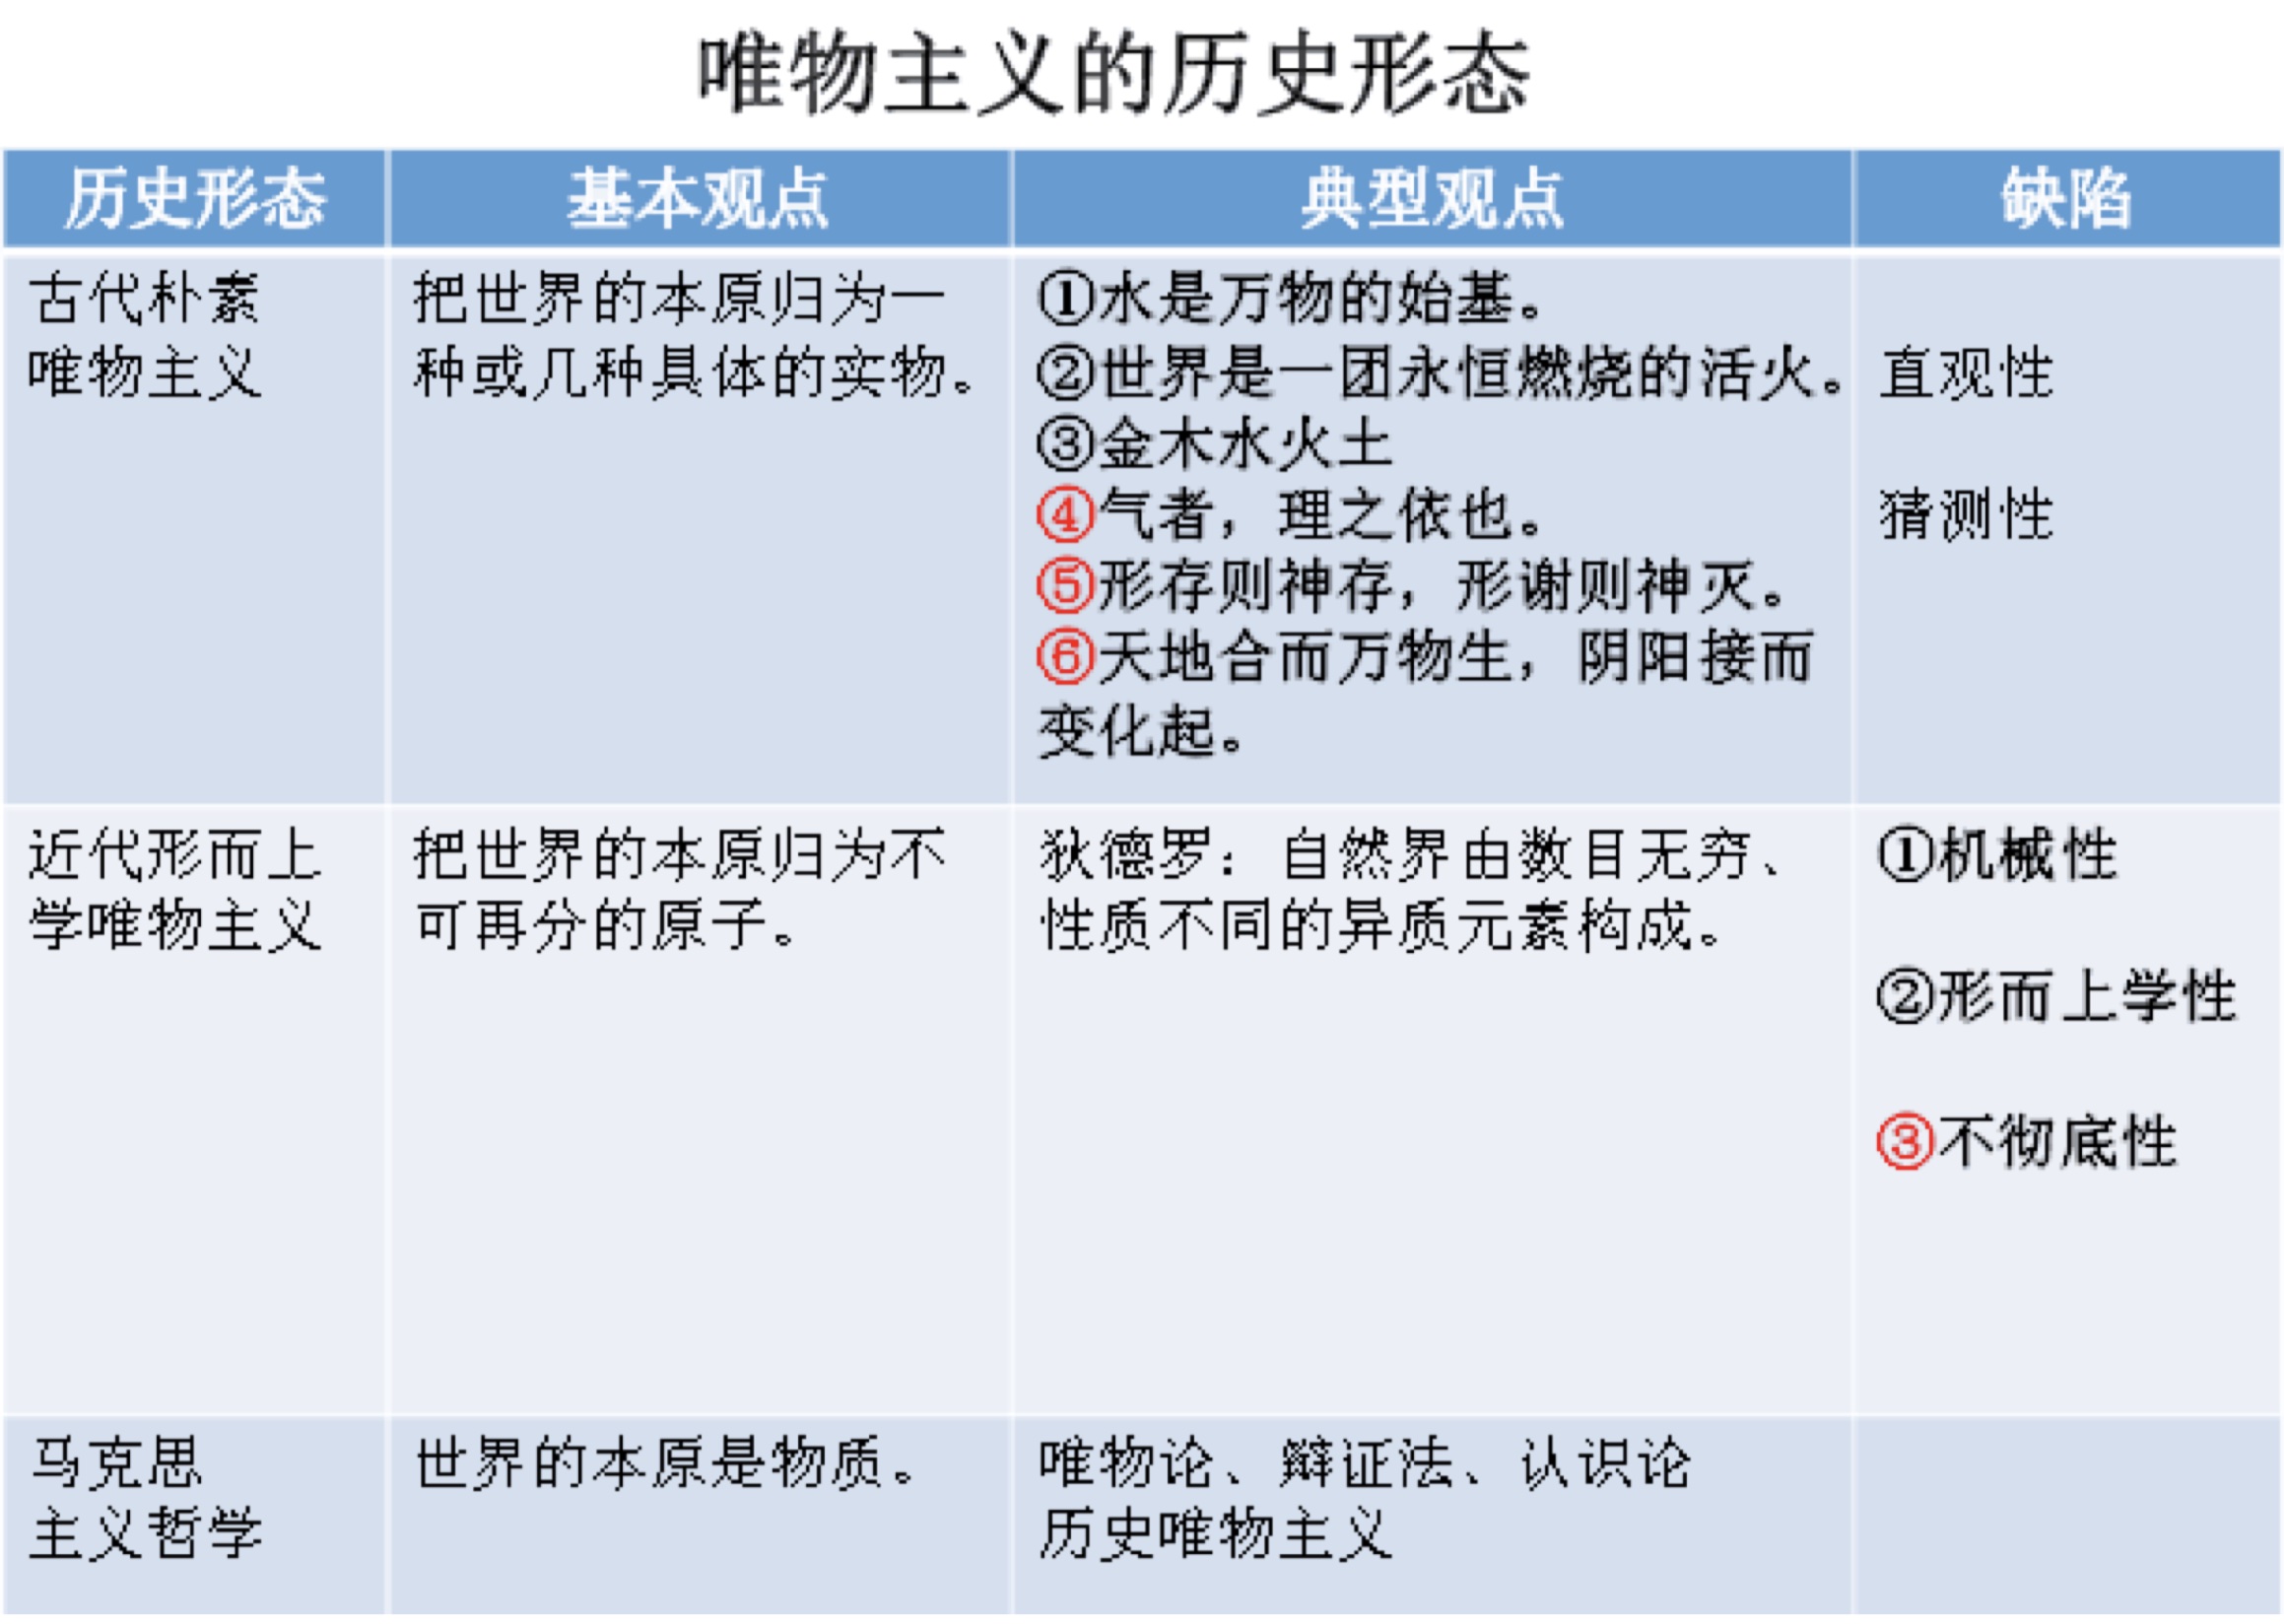 唯物主义的历史形态
历史形态 基本观点 典型观点 缺陷
古代朴素
唯物主义
把世界的本原归为一
种或几种具体的实物。
①水是万物的始基。
②世界是一团永恒燃烧的活火。
③金木水火土
④气者，理之依也。
⑤形存则神存，形谢则神灭。
⑥天地合而万物生，阴阳接而
变化起。
直观性
猜测性
近代形而上
学唯物主义
把世界的本原归为不
可再分的原子。
狄德罗：自然界由数目无穷、
性质不同的异质元素构成。
①机械性
②形而上学性
③不彻底性
马克思
主义哲学
世界的本原是物质。
唯物论、辩证法、认识论
历史唯物主义